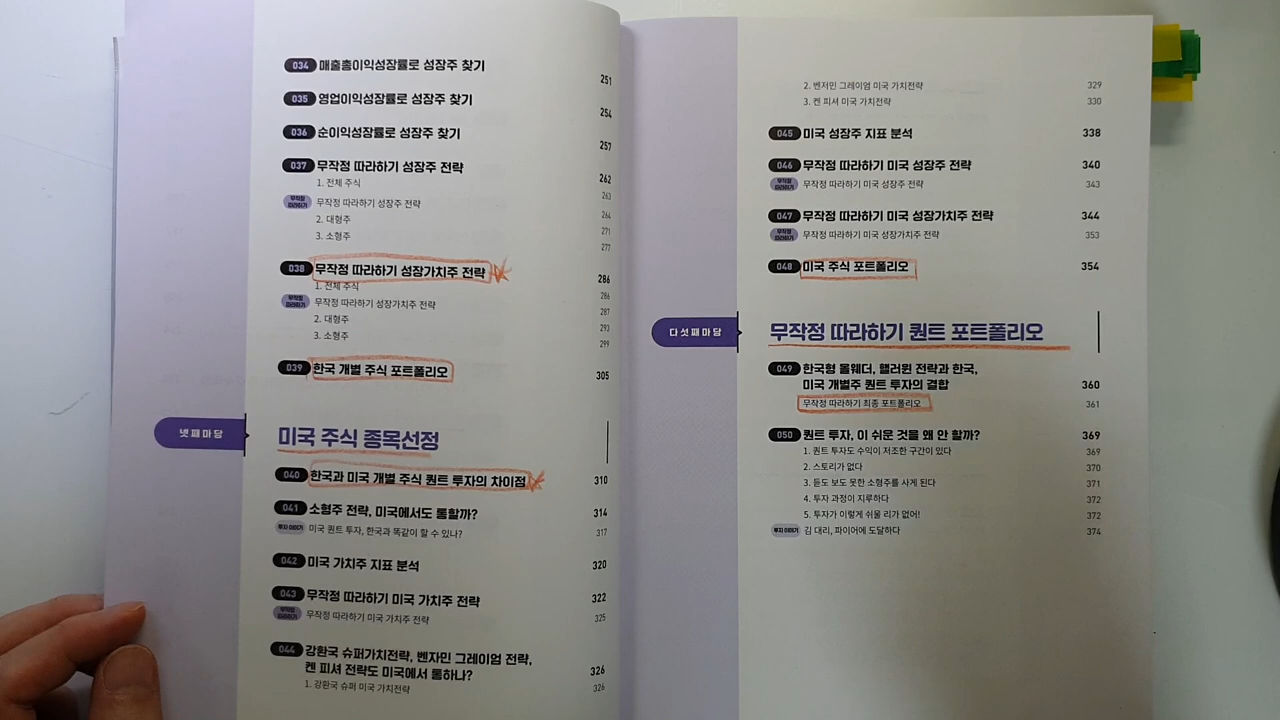 034 매출총이익성장률로 성장주 찾기 251
035 영업이익성장률로 성장주 찾기 254
036 순이익성장률로 성장주 찾기 257
037 무작정 따라하기 성장주 전략 262
1. 전체 주식 263
무작정 따라하기 무작정 따라하기 성장주 전략 264
2. 대형주 271
3. 소형주 277
038 무작정 따라하기 성장가치주 전략 286
1. 전체 주식 286
무작정 따라하기 무작정 따라하기 성장가치주 전략 287
2. 대형주 293
3. 소형주 299
039 한국 개별 주식 포트폴리오 305
넷째마당 미국 주식 종목선정
040 한국과 미국 개별 주식 퀀트 투자의 차이점 310
041 소형주 전략, 미국에서도 통할까? 314
투자 이야기 미국 퀀트 투자, 한국과 똑같이 할 수 있나? 317
042 미국 가치주 지표 분석 320
043 무작정 따라하기 미국 가치주 전략 322
무작정 따라하기 무작정 따라하기 미국 가치주 전략 325
044 강환국 슈퍼가치전략, 벤자민 그레이엄 전략,
켄 피셔 전략도 미국에서 통하나? 326
1. 강환국 슈퍼 미국 가치전략 326
2. 벤저민 그레이엄 미국 가치전략 329
3. 켄 피셔 미국 가치전략 330
045 미국 성장주 지표 분석 338
046 무작정 따라하기 미국 성장주 전략 340
무작정 따라하기 무작정 따라하기 미국 성장주 전략 343
047 무작정 따라하기 미국 성장가치주 전략 344
무작정 따라하기 무작정 따라하기 미국 성장가치주 전략 353
048 미국 주식 포트폴리오 354
다섯째마당 무작정 따라하기 퀀트 포트폴리오
049 한국형 올웨더, 핼러윈 전략과 한국,
미국 개별주 퀀트 투자의 결합 360
무작정 따라하기 최종 포트폴리오 361
050 퀀트 투자, 이 쉬운 것을 왜 안 할까? 369
1. 퀀트 투자도 수익이 저조한 구간이 있다 369
2. 스토리가 없다 370
3. 듣도 보도 못한 소형주를 사게 된다 371
4. 투자 과정이 지루하다 372
5. 투자가 이렇게 쉬울 리가 없어! 372
투자 이야기 김 대리, 파이어에 도달하다 374